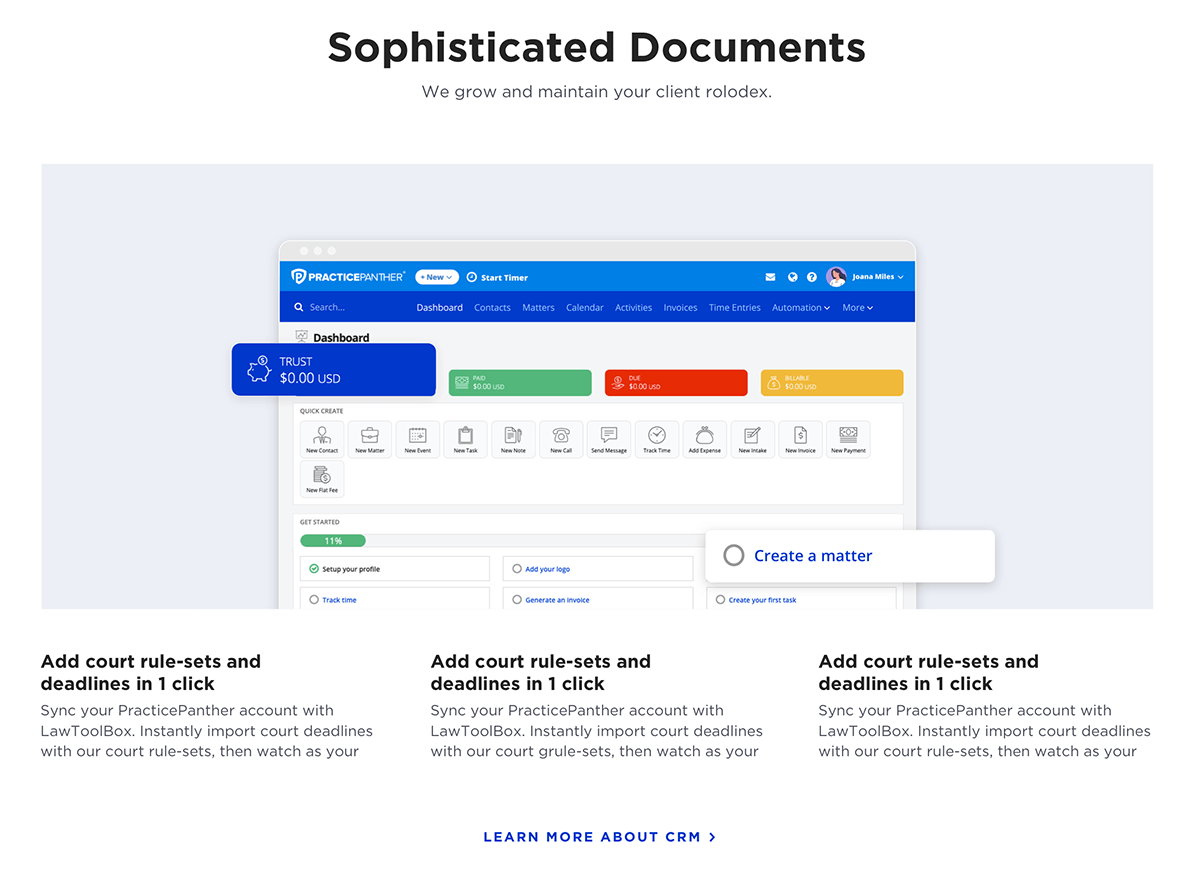 Sophisticated Documents
We grow and maintain your client rolodex.
PRACTICEPANTHER®
+ New
Start Timer
Joana Miles
Search...
Dashboard
Contacts
Matters
Calendar
Activities
Invoices
Time Entries
Automation
More
Dashboard
TRUST
$0.00 USD
PAID
$0.00 USD
DUE
$0.00 USD
BILLABLE
$0.00 USD
QUICK CREATE
New Contact
New Matter
New Event
New Task
New Note
New Call
Send Message
Track Time
Add Expense
New Intake
New Invoice
New Payment
New Flat Fee
GET STARTED
11%
Setup your profile
Add your logo
Create a matter
Track time
Generate an invoice
Create your first task
Add court rule-sets and
deadlines in 1 click
Sync your PracticePanther account with
LawToolBox. Instantly import court deadlines
with our court rule-sets, then watch as your
Add court rule-sets and
deadlines in 1 click
Sync your PracticePanther account with
LawToolBox. Instantly import court deadlines
with our court grule-sets, then watch as your
Add court rule-sets and
deadlines in 1 click
Sync your PracticePanther account with
LawToolBox. Instantly import court deadlines
with our court rule-sets, then watch as your
LEARN MORE ABOUT CRM >